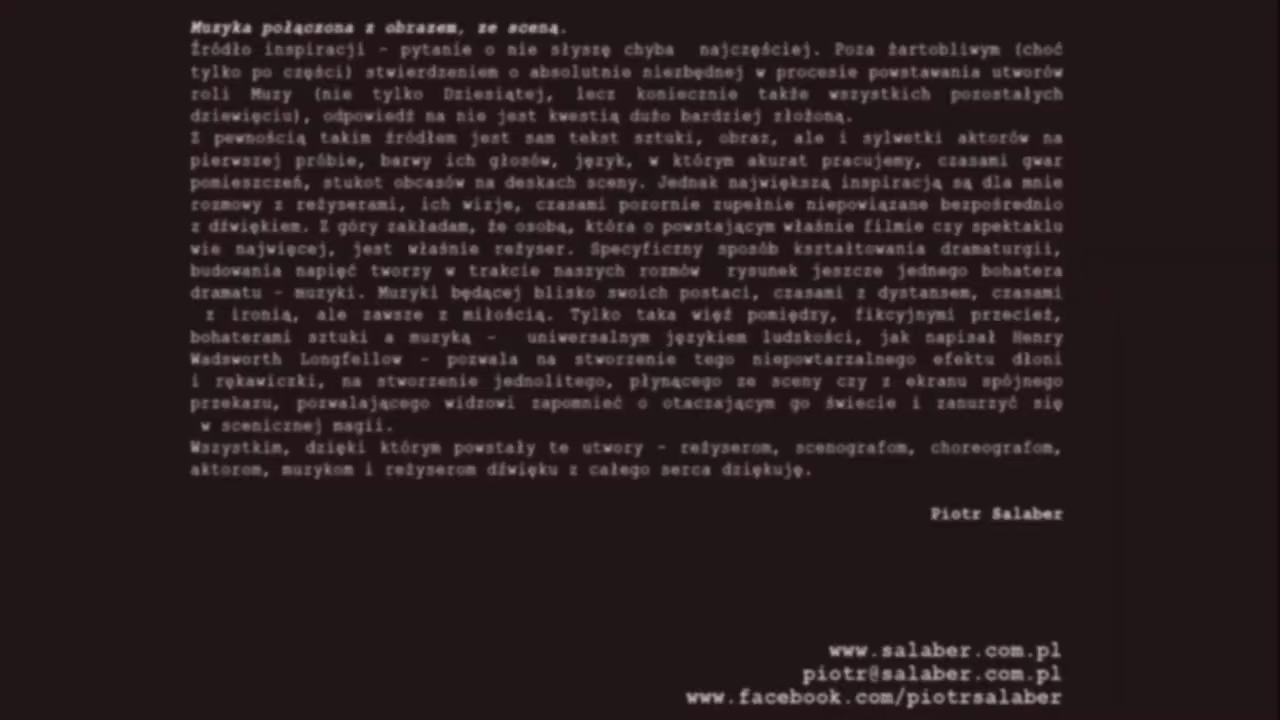 Muzyka połączona z obrazem, ze sceną.
Źródło inspiracji - pytanie o nie słyszę chyba najczęściej. Poza żartobliwym (choć
tylko po części) stwierdzeniem o absolutnie niezbędnej w procesie powstawania utworów
roli Muzy (nie tylko Dziesiątej, lecz koniecznie także wszystkich pozostałych
dziewięciu), odpowiedź na nie jest kwestią dużo bardziej złożoną.
Z pewnością takim źródłem jest sam tekst sztuki, obraz, ale i sylwetki aktorów na
pierwszej próbie, barwy ich głosów, język, w którym akurat pracujemy, czasami gwar
pomieszczeń, stukot obcasów na deskach sceny. Jednak największą inspiracją są dla mnie
rozmowy z reżyserami, ich wizje, czasami pozornie zupełnie niepowiązane bezpośrednio
z dźwiękiem. Z góry zakładam, że osobą, która o powstającym właśnie filmie czy spektaklu
wie najwięcej, jest właśnie reżyser. Specyficzny sposób kształtowania dramaturgii,
budowania napięć tworzy w trakcie naszych rozmów rysunek jeszcze jednego bohatera
dramatu - muzyki. Muzyki będącej blisko swoich postaci, czasami z dystansem, czasami
z ironią, ale zawsze z miłością. Tylko taka więź pomiędzy, fikcyjnymi przecież,
bohaterami sztuki a muzyką - uniwersalnym językiem ludzkości, jak napisał Henry
Wadsworth Longfellow - pozwala na stworzenie tego niepowtarzalnego efektu dłoni
i rękawiczki, na stworzenie jednolitego, płynącego ze sceny czy z ekranu spójnego
przekazu, pozwalającego widzowi zapomnieć o otaczającym go świecie i zanurzyć się
w scenicznej magii.
Wszystkim, dzięki którym powstały te utwory - reżyserom, scenografom, choreografom,
aktorom, muzykom i reżyserom dźwięku z całego serca dziękuję.
Piotr Salaber
www.salaber.com.pl
piotr@salaber.com.pl
www.facebook.com/piotrsalaber